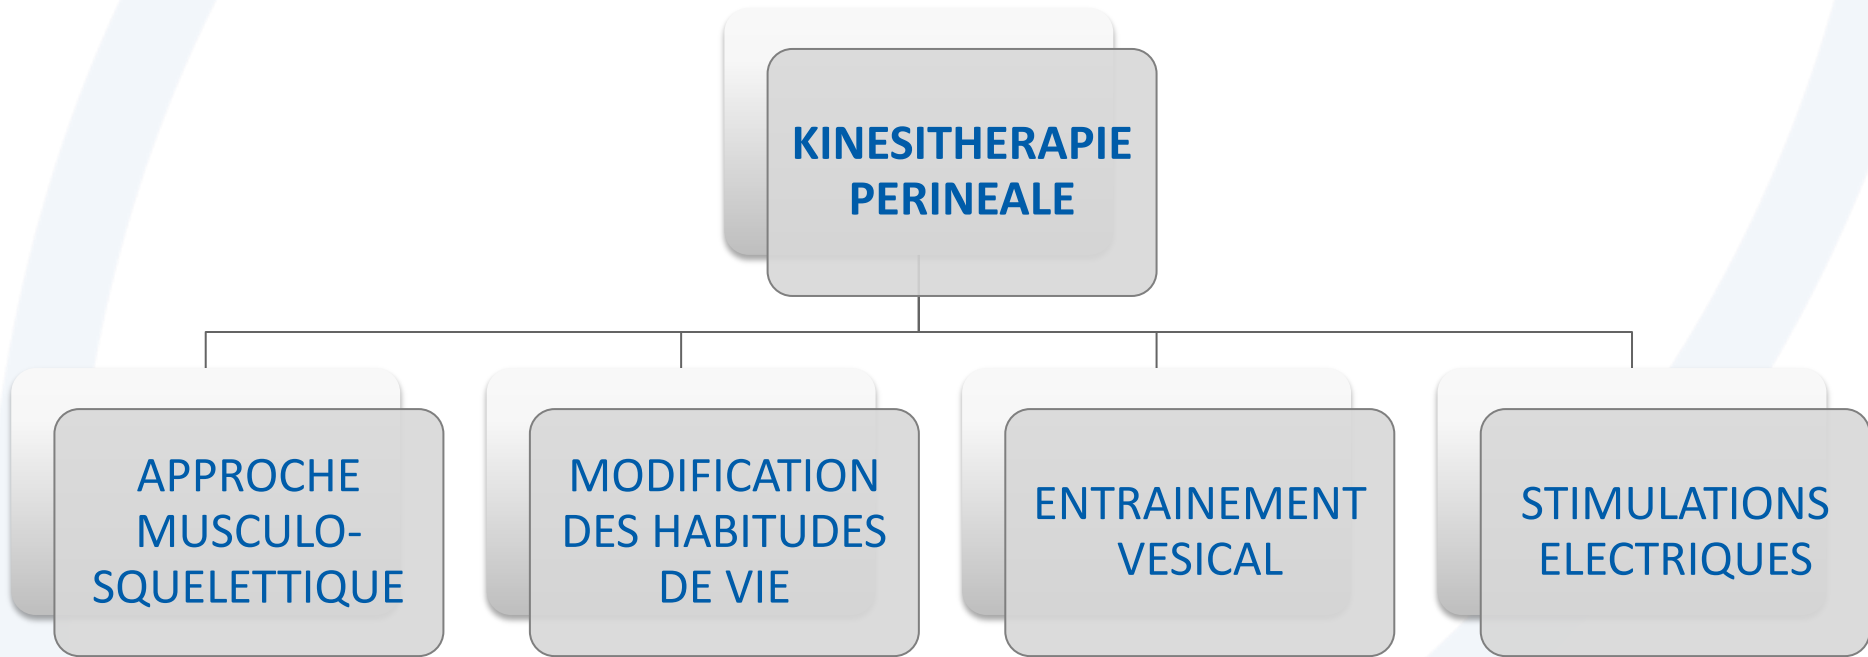 KINESITHERAPIE
PERINEALE
APPROCHE
MUSCULO-
SQUELETTIQUE
MODIFICATION
DES HABITUDES
DE VIE
ENTRAINEMENT
VESICAL
STIMULATIONS
ELECTRIQUES